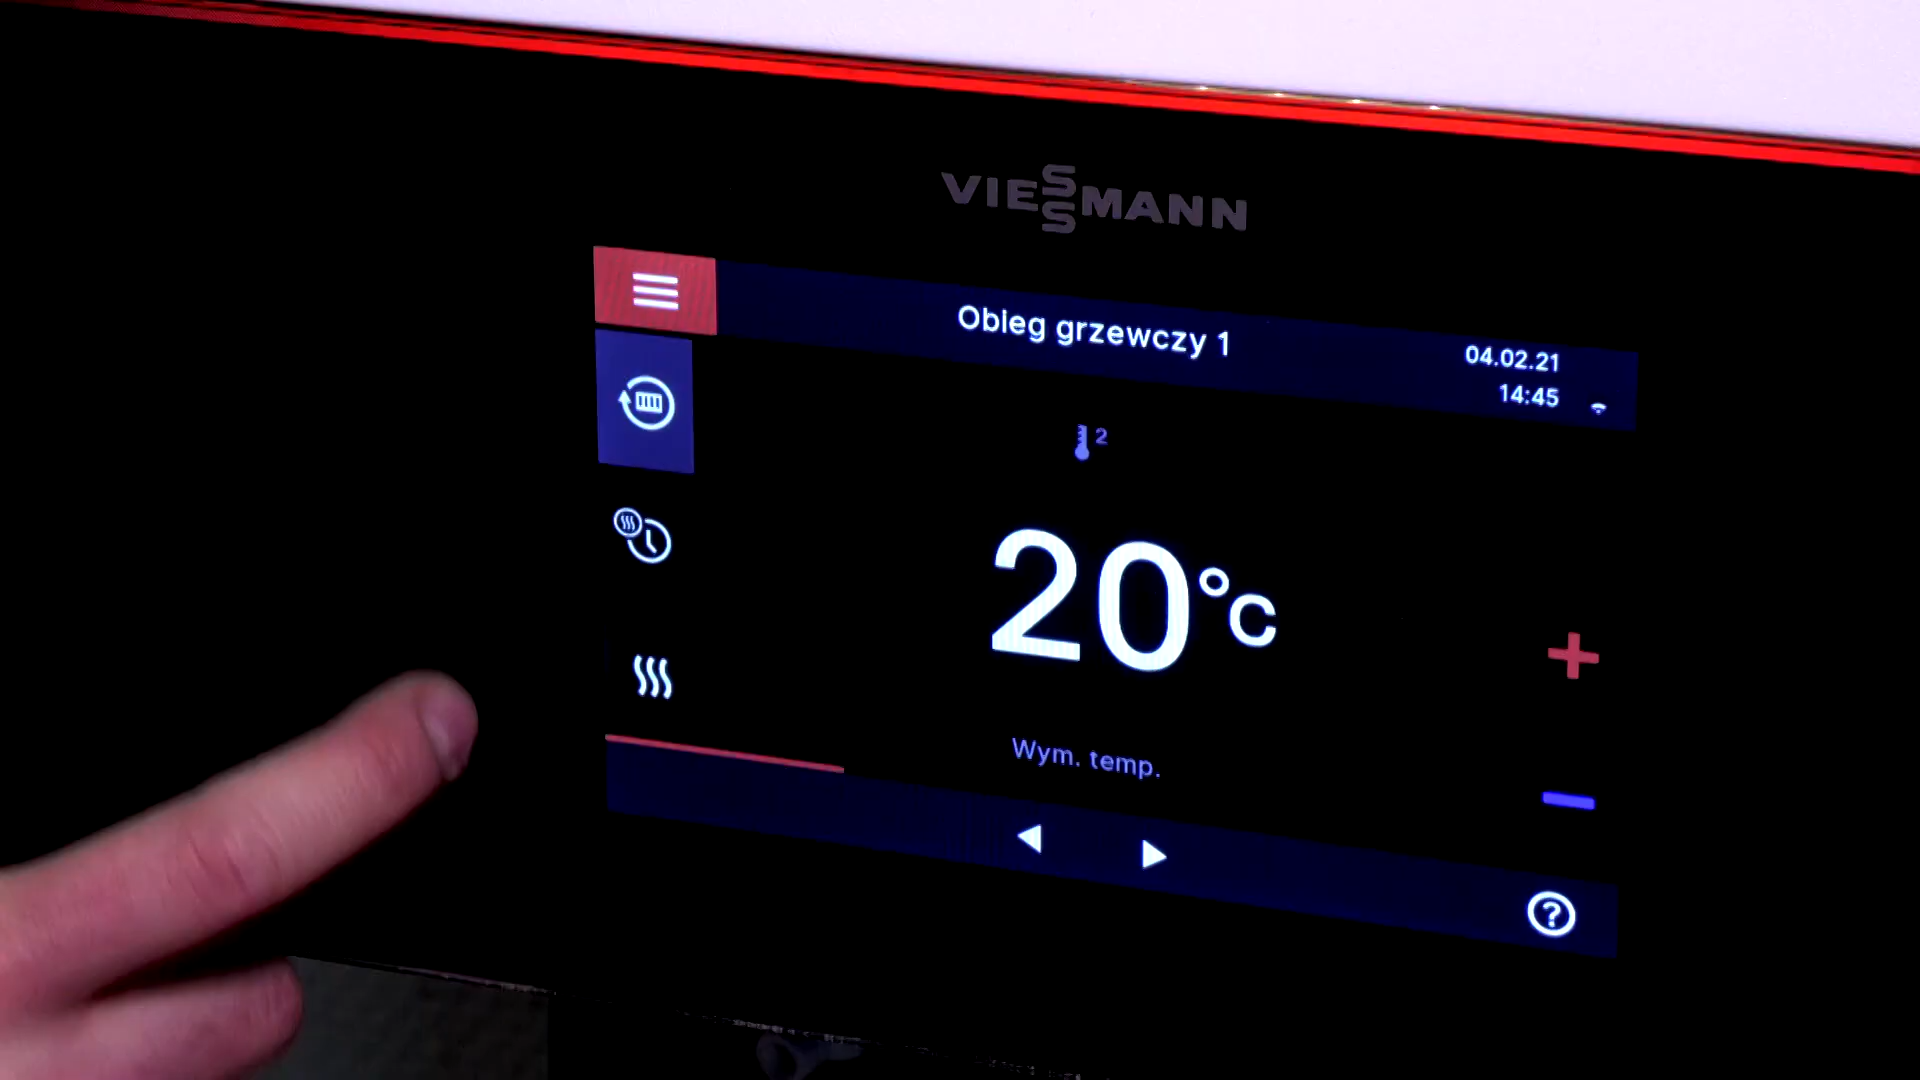 VIESSMANN
Obieg grzewczy 1
04.02.21
14:45
2
20°C
Wym. temp.
?